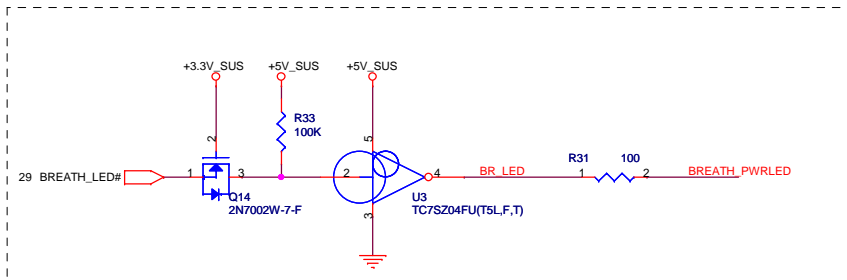 +3.3V_SUS +5V_SUS +5V_SUS
R33
100K
2
5
29 BREATH_LED# 1 3 2 4 BR_LED R31 100 BREATH_PWRLED
1 2
Q14
2N7002W-7-F
U3
TC7SZ04FU(T5L,F,T)
3